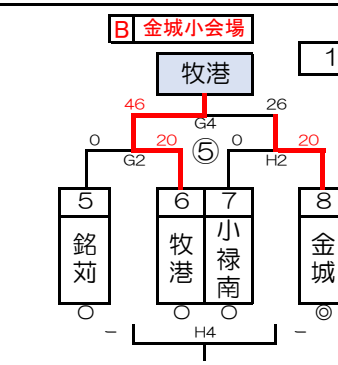 B 金城小会場
1
牧港
46 26
G4
0 20 ⑤ 0 20
G2 H2
5 6 7 8
銘苅 牧港 小禄南 金城
○ ○ ○ ◎
– H4 –